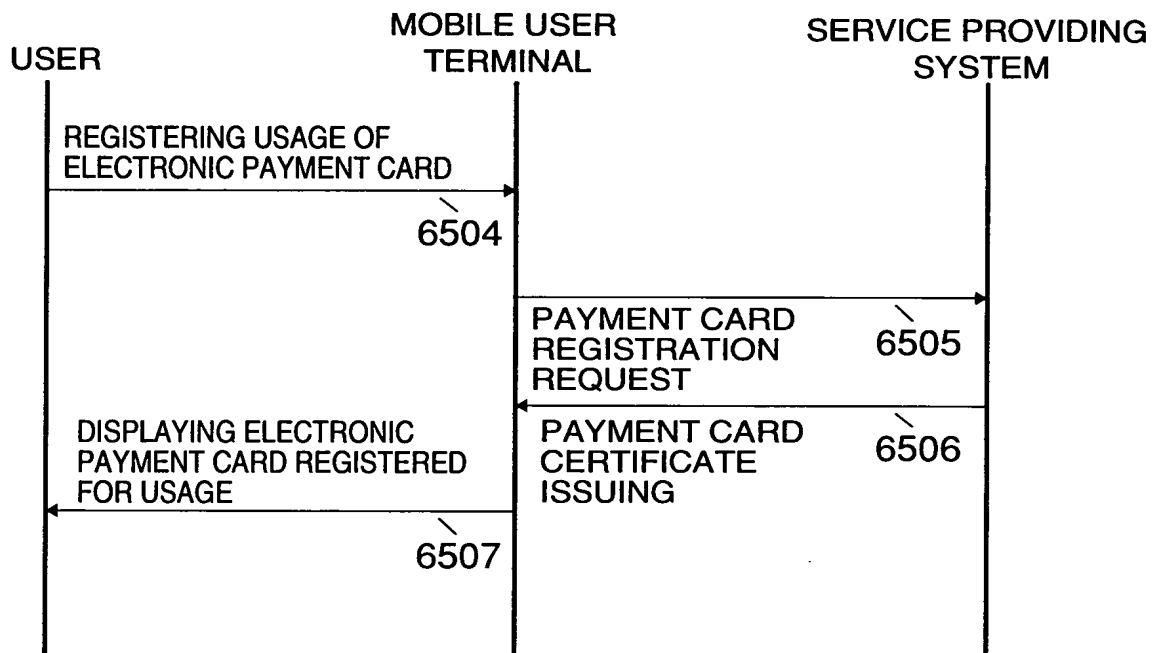 USER
MOBILE USER
TERMINAL
SERVICE PROVIDING
SYSTEM
REGISTERING USAGE OF
ELECTRONIC PAYMENT CARD
6504
PAYMENT CARD
REGISTRATION
REQUEST
6505
PAYMENT CARD
CERTIFICATE
ISSUING
6506
DISPLAYING ELECTRONIC
PAYMENT CARD REGISTERED
FOR USAGE
6507